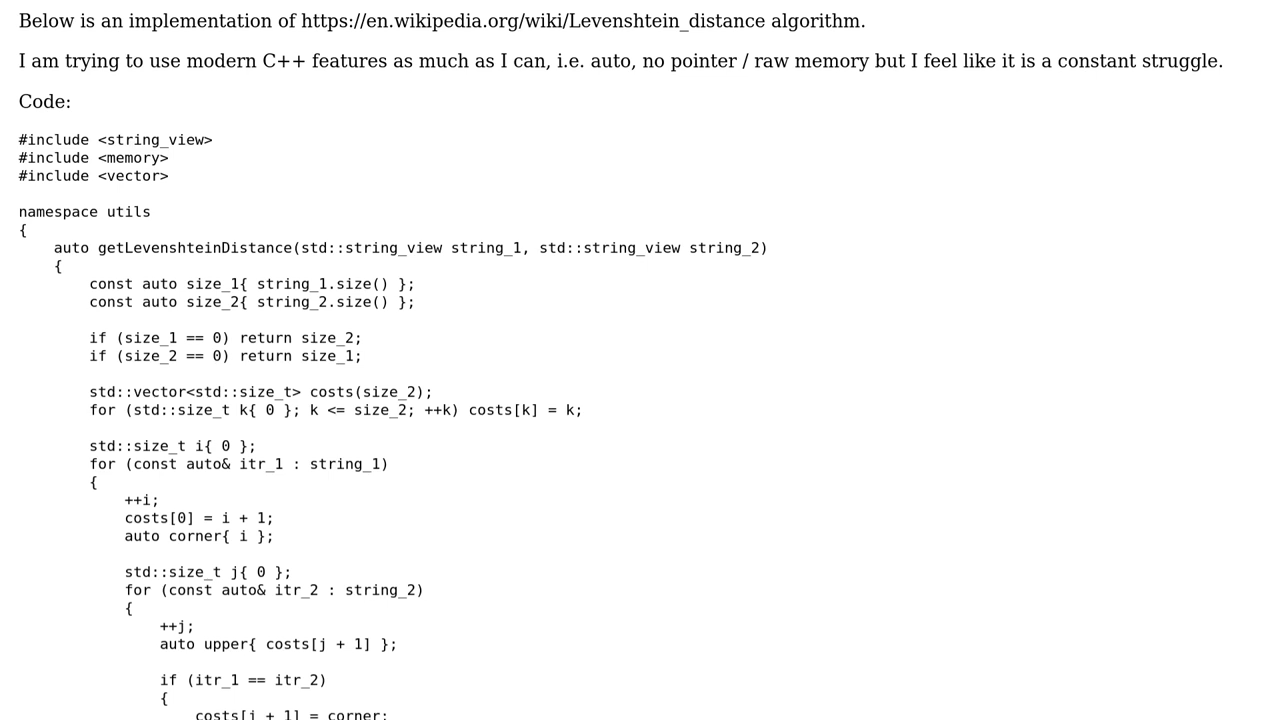 Below is an implementation of https://en.wikipedia.org/wiki/Levenshtein_distance algorithm.
I am trying to use modern C++ features as much as I can, i.e. auto, no pointer / raw memory but I feel like it is a constant struggle.
Code:
#include <string_view>
#include <memory>
#include <vector>
namespace utils
{
    auto getLevenshteinDistance(std::string_view string_1, std::string_view string_2)
    {
        const auto size_1{ string_1.size() };
        const auto size_2{ string_2.size() };
        if (size_1 == 0) return size_2;
        if (size_2 == 0) return size_1;
        std::vector<std::size_t> costs(size_2);
        for (std::size_t k{ 0 }; k <= size_2; ++k) costs[k] = k;
        std::size_t i{ 0 };
        for (const auto& itr_1 : string_1)
        {
            ++i;
            costs[0] = i + 1;
            auto corner{ i };
            std::size_t j{ 0 };
            for (const auto& itr_2 : string_2)
            {
                ++j;
                auto upper{ costs[j + 1] };
                if (itr_1 == itr_2)
                {
                    costs[j + 1] = corner;